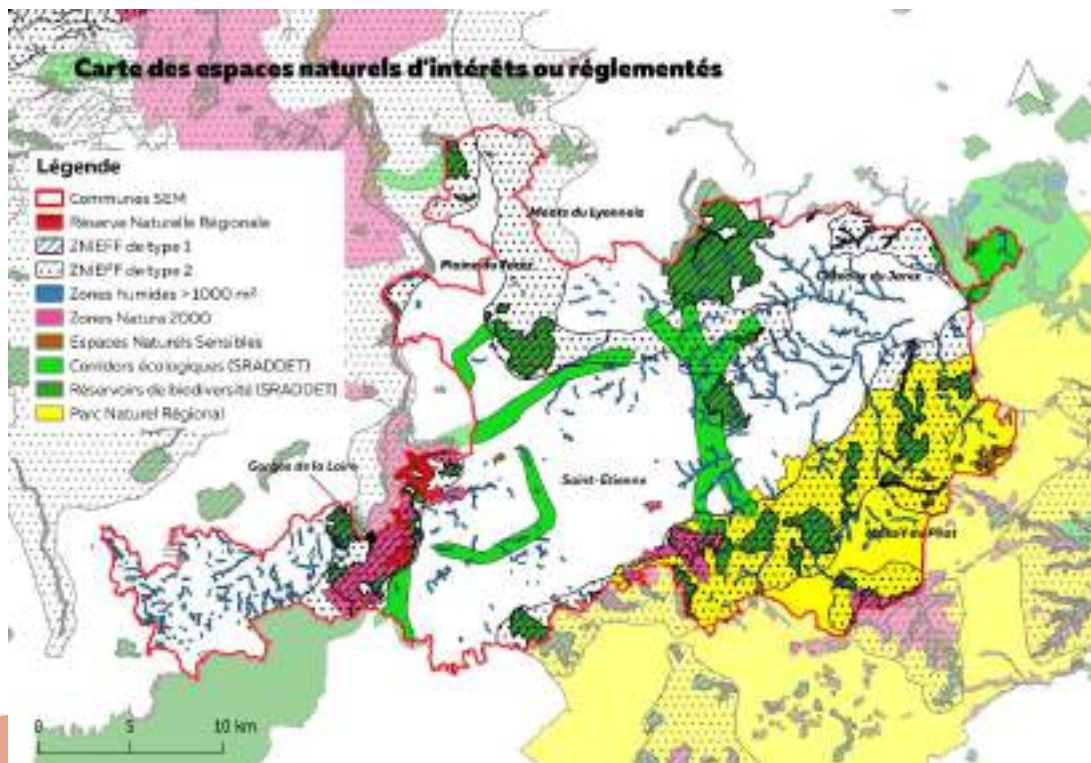 Carte des espaces naturels d'intérêts ou réglementés
Légende
Communes SEM
Réserve Naturelle Régionale
ZNIEFF de type 1
ZNIEFF de type 2
Zones humides > 1000 m²
Zones Natura 2000
Espaces Naturels Sensibles
Corridors écologiques (SRADDET)
Réservoirs de biodiversité (SRADDET)
Parc Naturel Régional
Monts du Lyonnais
Plaine du Forez
du Jarez
Gorges de la Loire
Saint-Etienne
du Pilat
0 5 10 km